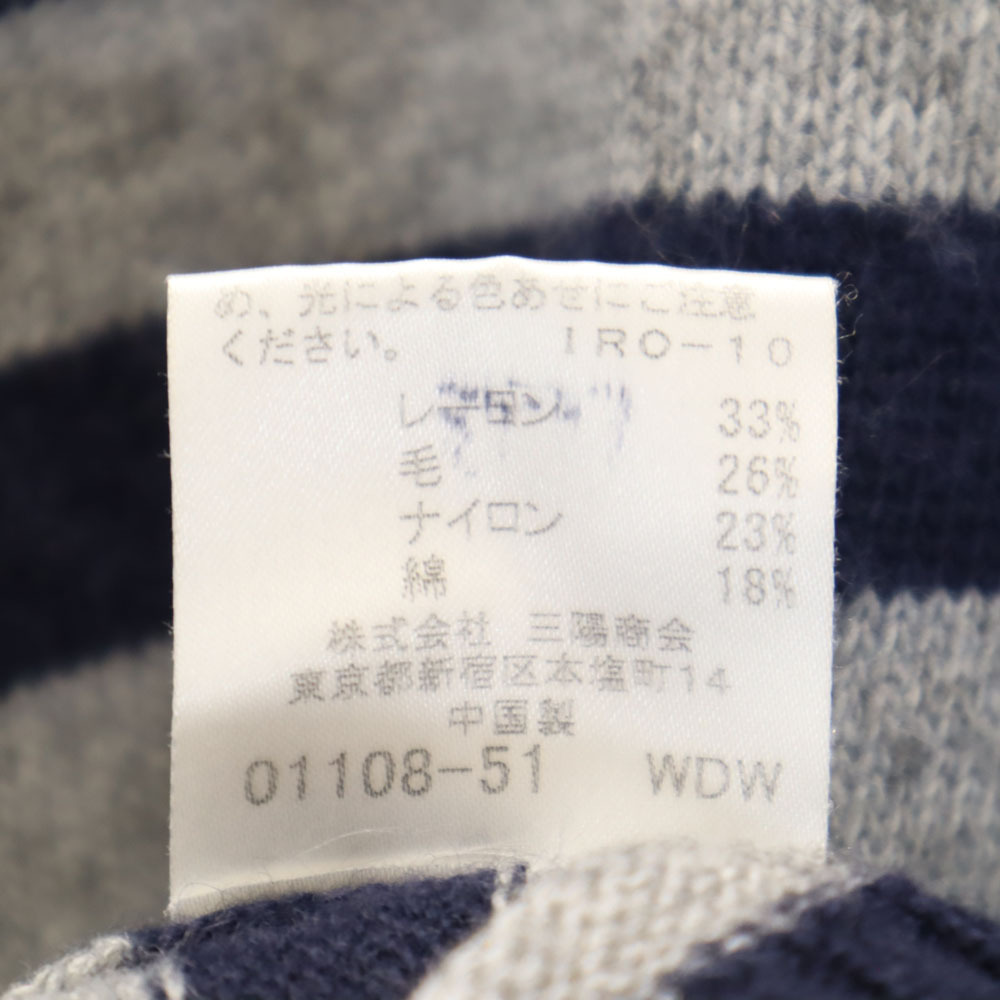 め、光による色あせにご注意
ください。 IRO-10
レーヨン 33%
毛 26%
ナイロン 23%
綿 18%
株式会社 三陽商会
東京都新宿区本塩町14
中国製
01108-51 WDW